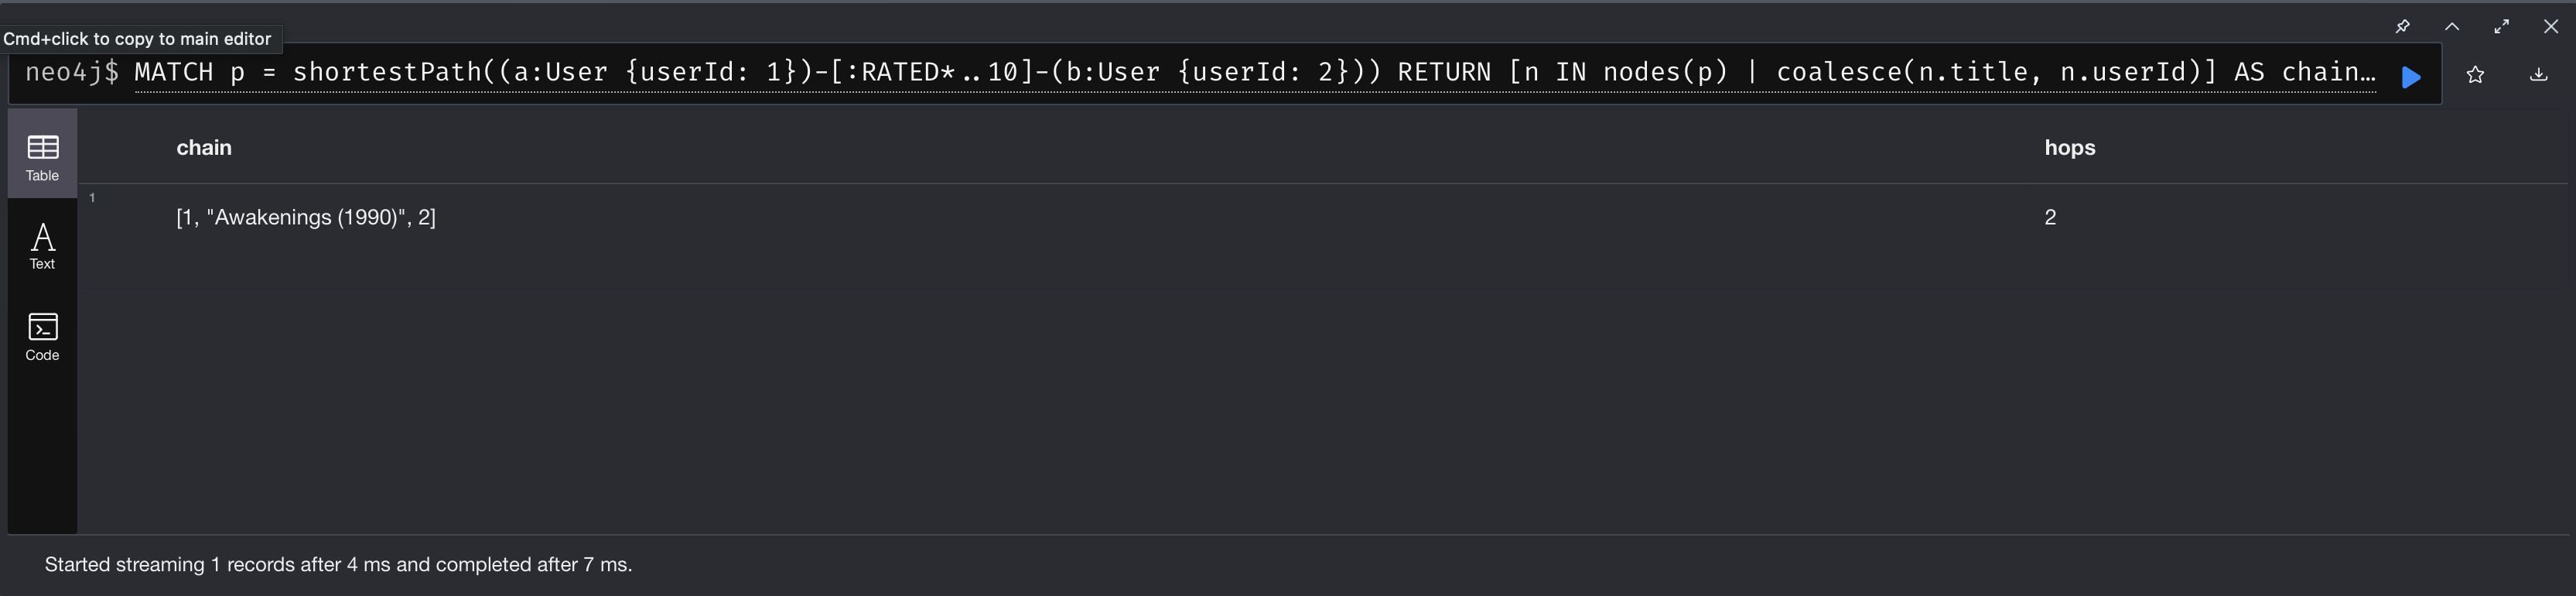 Cmd+click to copy to main editor
neo4j$ MATCH p = shortestPath((a:User {userId: 1})-[:RATED*..10]-(b:User {userId: 2})) RETURN [n IN nodes(p) | coalesce(n.title, n.userId)] AS chain…
Table
chain
hops
1
[1, "Awakenings (1990)", 2]
2
Text
Code
Started streaming 1 records after 4 ms and completed after 7 ms.